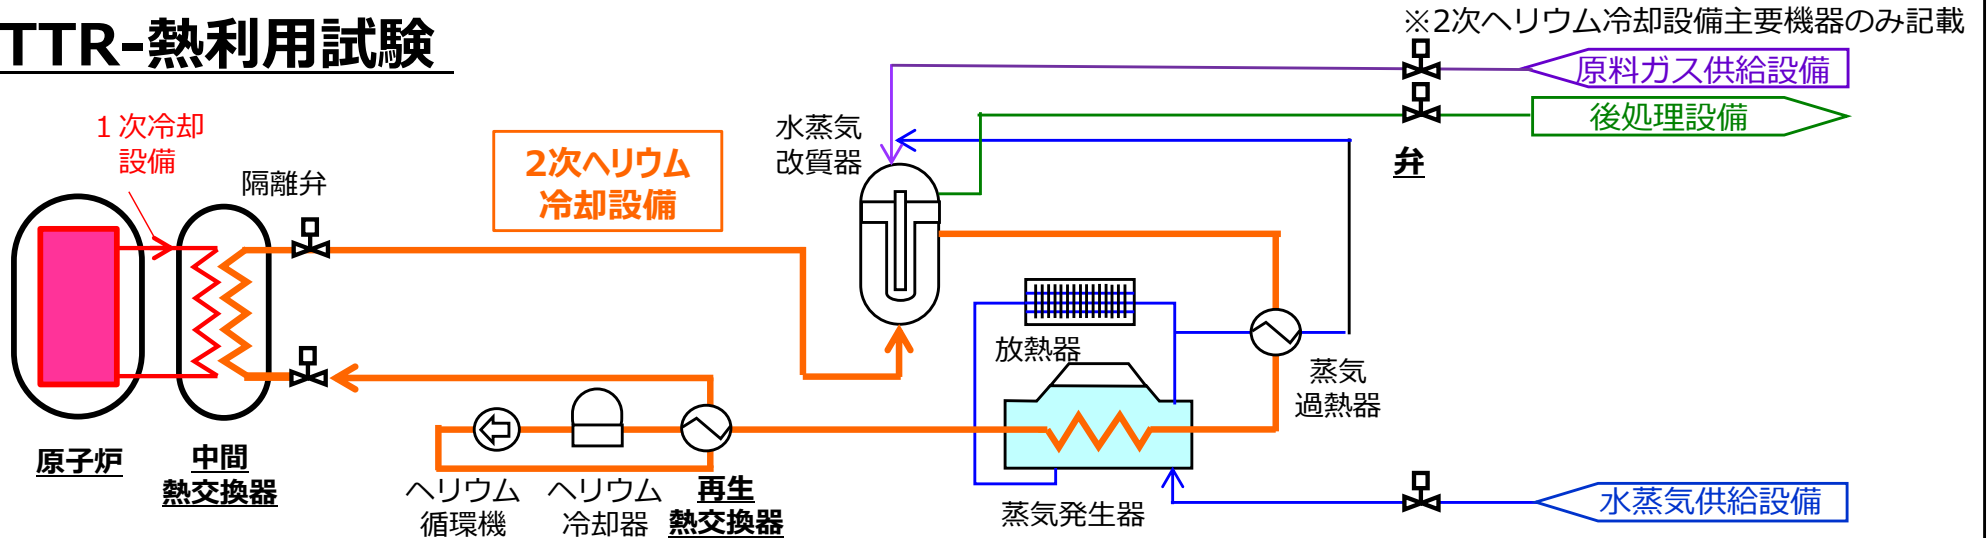 TTR-熱利用試験
※2次ヘリウム冷却設備主要機器のみ記載
原料ガス供給設備
後処理設備
弁
1次冷却
設備
隔離弁
2次ヘリウム
冷却設備
水蒸気
改質器
放熱器
蒸気
過熱器
原子炉
中間
熱交換器
ヘリウム
循環機
ヘリウム
冷却器
再生
熱交換器
蒸気発生器
水蒸気供給設備